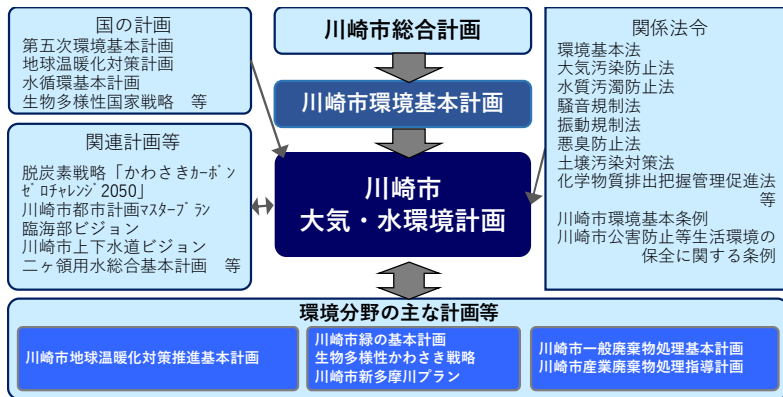 国の計画
第五次環境基本計画
地球温暖化対策計画
水循環基本計画
生物多様性国家戦略　等
関連計画等
脱炭素戦略「かわさきカーボン
ゼロチャレンジ2050」
川崎市都市計画マスタープラン
臨海部ビジョン
川崎市上下水道ビジョン
二ヶ領用水総合基本計画　等
川崎市総合計画
川崎市環境基本計画
川崎市
大気・水環境計画
関係法令
環境基本法
大気汚染防止法
水質汚濁防止法
騒音規制法
振動規制法
悪臭防止法
土壌汚染対策法
化学物質排出把握管理促進法
等
川崎市環境基本条例
川崎市公害防止等生活環境の
保全に関する条例
環境分野の主な計画等
川崎市地球温暖化対策推進基本計画
川崎市緑の基本計画
生物多様性かわさき戦略
川崎市新多摩川プラン
川崎市一般廃棄物処理基本計画
川崎市産業廃棄物処理指導計画